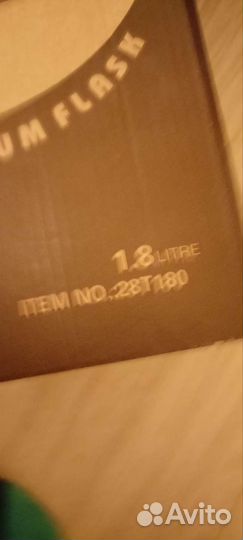 UM FLASK
1.8 LITRE
ITEM NO.:28T180
Avito